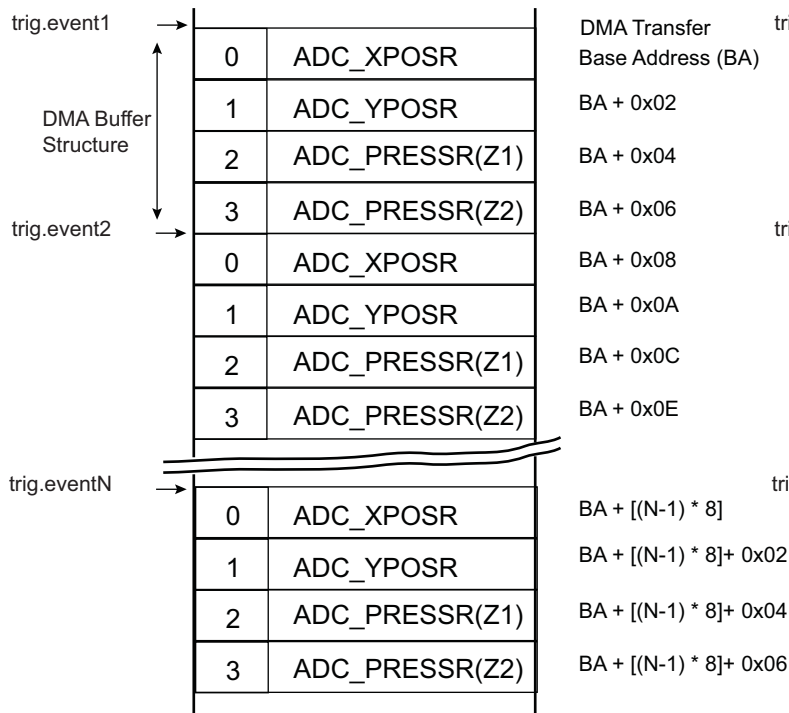 trig.event1
DMA Transfer
tri
0 ADC_XPOSR Base Address (BA)
1 ADC_YPOSR BA + 0x02
DMA Buffer
Structure
2 ADC_PRESSR(Z1) BA + 0x04
3 ADC_PRESSR(Z2) BA + 0x06
trig.event2
tri
0 ADC_XPOSR BA + 0x08
1 ADC_YPOSR BA + 0x0A
2 ADC_PRESSR(Z1) BA + 0x0C
3 ADC_PRESSR(Z2) BA + 0x0E
trig.eventN
tri
0 ADC_XPOSR BA + [(N-1) * 8]
1 ADC_YPOSR BA + [(N-1) * 8]+ 0x02
2 ADC_PRESSR(Z1) BA + [(N-1) * 8]+ 0x04
3 ADC_PRESSR(Z2) BA + [(N-1) * 8]+ 0x06